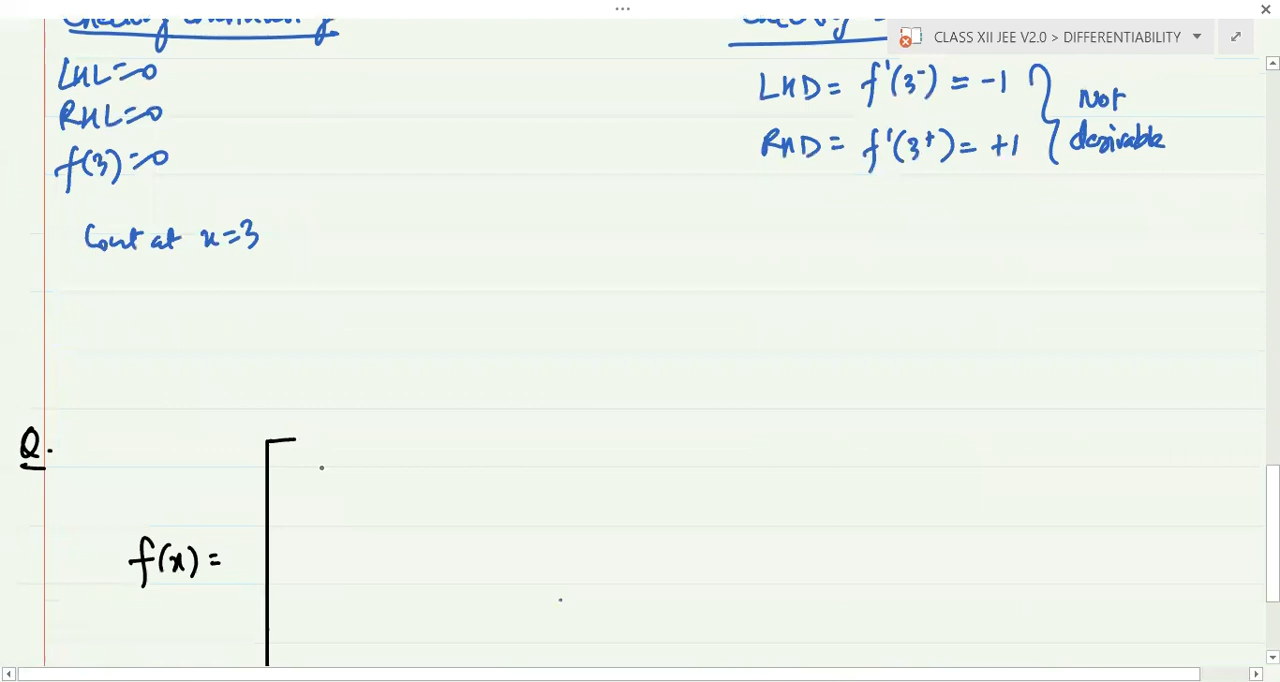 CLASS XII JEE V2.0 > DIFFERENTIABILITY
LHL=0
RHL=0
f(3)=0
Cont at x=3
LHD = f'(3⁻) = -1
RHD = f'(3⁺) = +1
Not
desirable
Q.
f(x) =